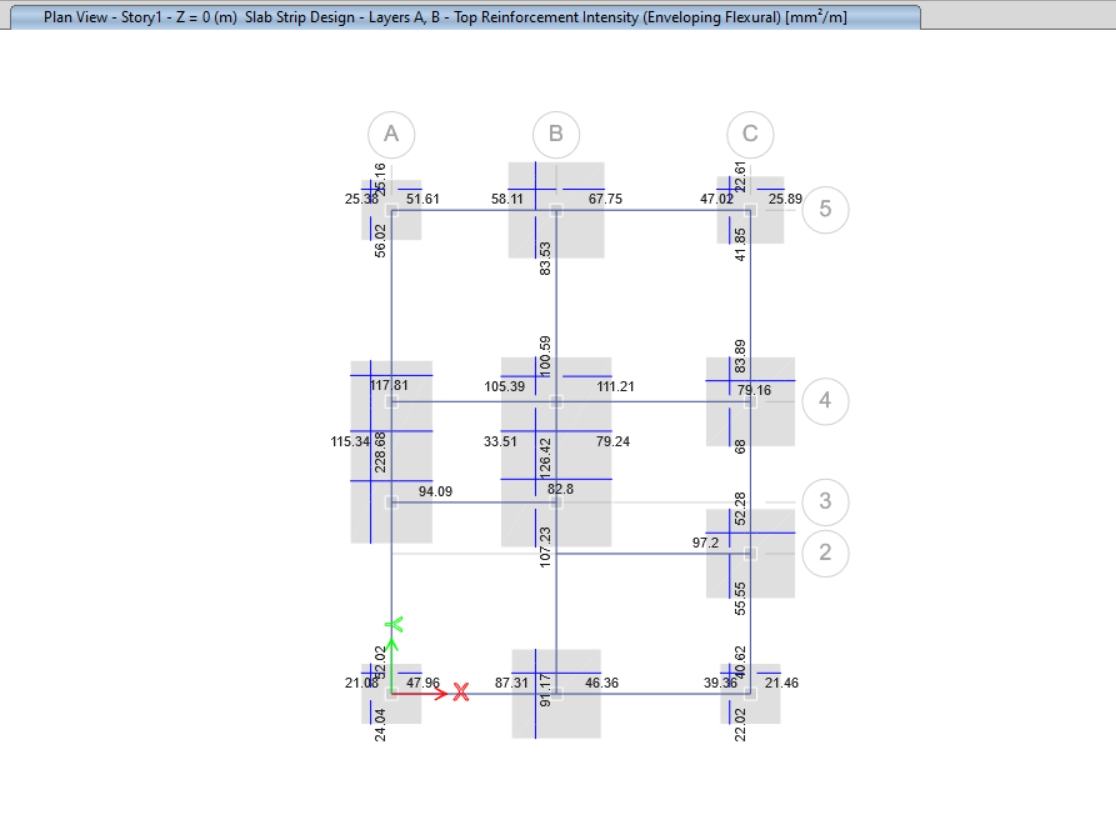 Plan View - Story1 - Z = 0 (m)  Slab Strip Design - Layers A, B - Top Reinforcement Intensity (Enveloping Flexural) [mm²/m]
A B C
25.16 22.61
25.38 51.61 58.11 67.75 47.02 25.89 5
56.02 83.53 41.85
100.59 83.89
117.81 105.39 111.21 79.16 4
115.34 228.68 33.51 126.42 79.24 68
94.09 82.8 52.28 3
107.23 97.2 2
55.55
Y
52.02 40.62
21.08 47.96 X 87.31 91.17 46.36 39.36 21.46
24.04 22.02